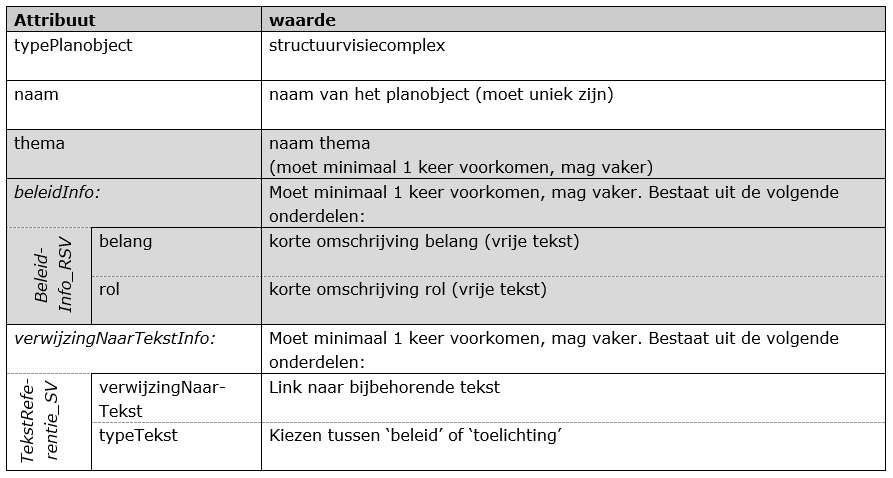 Attribuut waarde
typePlanobject structuurvisiecomplex
naam naam van het planobject (moet uniek zijn)
thema naam thema
(moet minimaal 1 keer voorkomen, mag vaker)
beleidInfo: Moet minimaal 1 keer voorkomen, mag vaker. Bestaat uit de volgende
onderdelen:
Beleid-
Info_RSV
belang korte omschrijving belang (vrije tekst)
rol korte omschrijving rol (vrije tekst)
verwijzingNaarTekstInfo: Moet minimaal 1 keer voorkomen, mag vaker. Bestaat uit de volgende
onderdelen:
TekstRefe-
rentie_SV
verwijzingNaar- Link naar bijbehorende tekst
Tekst
typeTekst Kiezen tussen ‘beleid’ of ‘toelichting’